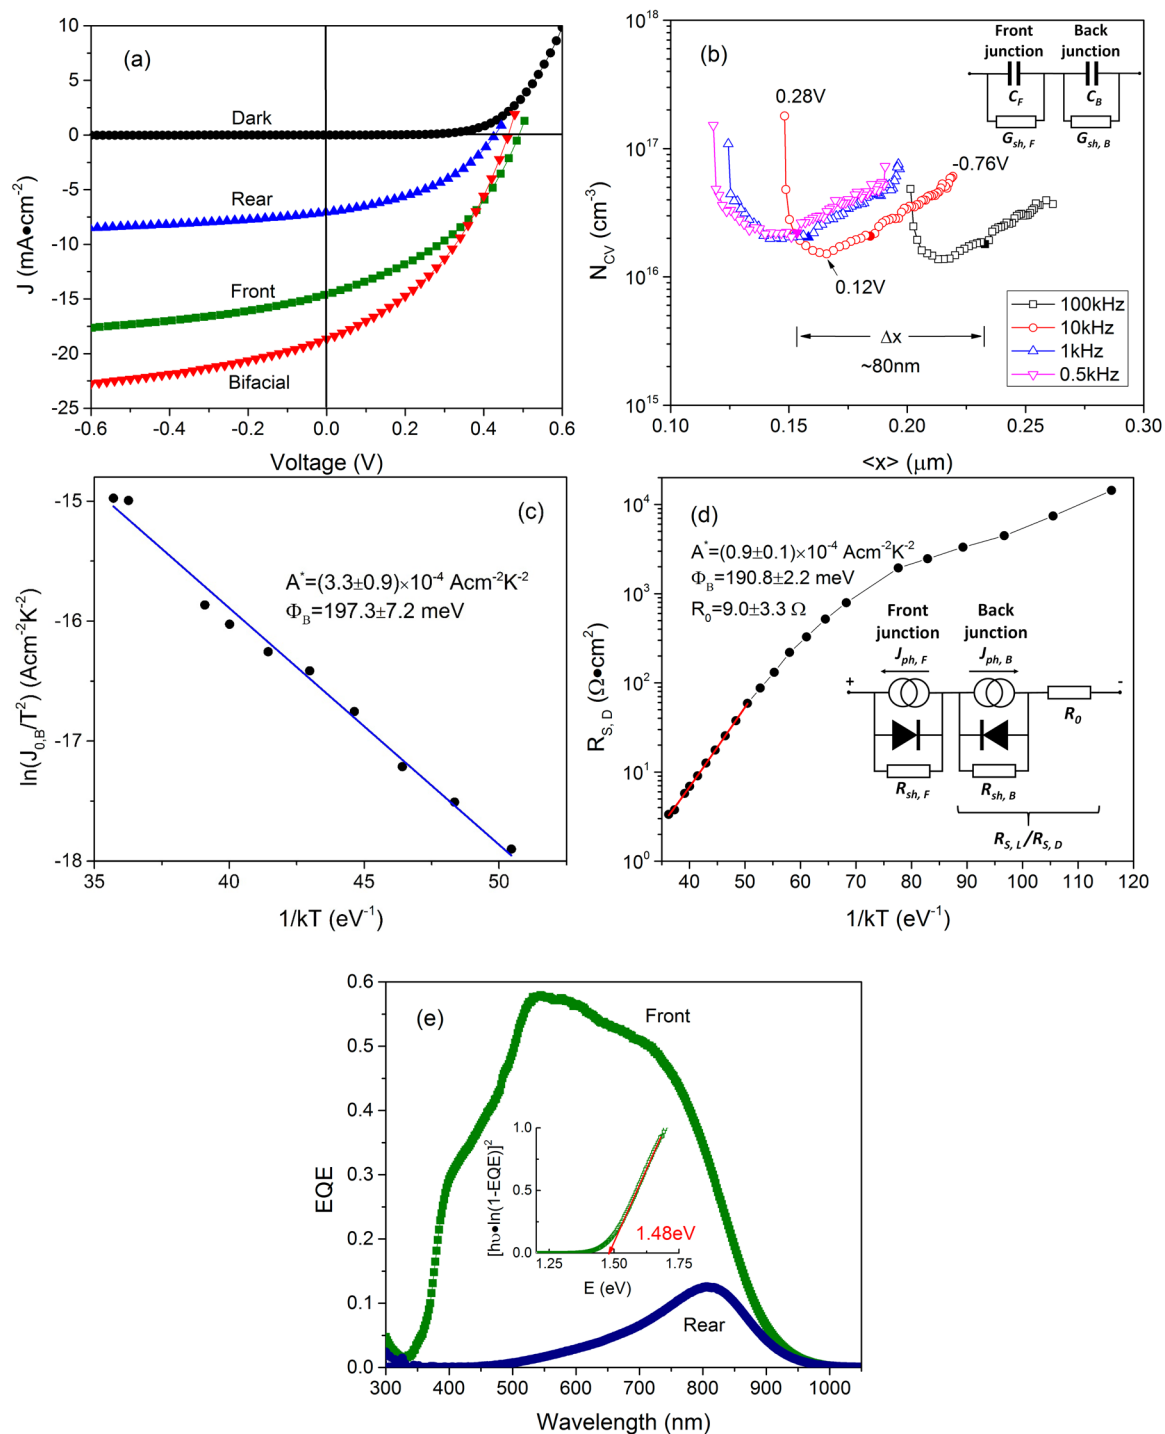 (a)
10
5
0
-5
-10
-15
-20
-25
J (mA•cm⁻²)
Dark
Rear
Front
Bifacial
-0.6 -0.4 -0.2 0.0 0.2 0.4 0.6
Voltage (V)
(b)
10¹⁸
10¹⁷
10¹⁶
10¹⁵
N_CV (cm⁻³)
Front junction
Back junction
C_F
C_B
G_sh, F
G_sh, B
0.28V
-0.76V
0.12V
Δx
~80nm
100kHz
10kHz
1kHz
0.5kHz
0.10 0.15 0.20 0.25 0.30
<x> (μm)
(c)
-15
-16
-17
-18
ln(J_0,B/T²) (Acm⁻²K⁻²)
A*=(3.3±0.9)×10⁻⁴ Acm⁻²K⁻²
Φ_B=197.3±7.2 meV
35 40 45 50
1/kT (eV⁻¹)
(d)
10⁴
10³
10²
10¹
10⁰
R_S, D (Ω•cm²)
A*=(0.9±0.1)×10⁻⁴ Acm⁻²K⁻²
Φ_B=190.8±2.2 meV
R_0=9.0±3.3 Ω
Front junction
Back junction
J_ph, F
J_ph, B
+
-
R_0
R_sh, F
R_sh, B
R_S, L/R_S, D
40 50 60 70 80 90 100 110 120
1/kT (eV⁻¹)
(e)
0.6
0.5
0.4
0.3
0.2
0.1
0.0
EQE
Front
Rear
1.0
0.5
0.0
[hυ•ln(1-EQE)]²
1.48eV
1.25 1.50 1.75
E (eV)
300 400 500 600 700 800 900 1000
Wavelength (nm)